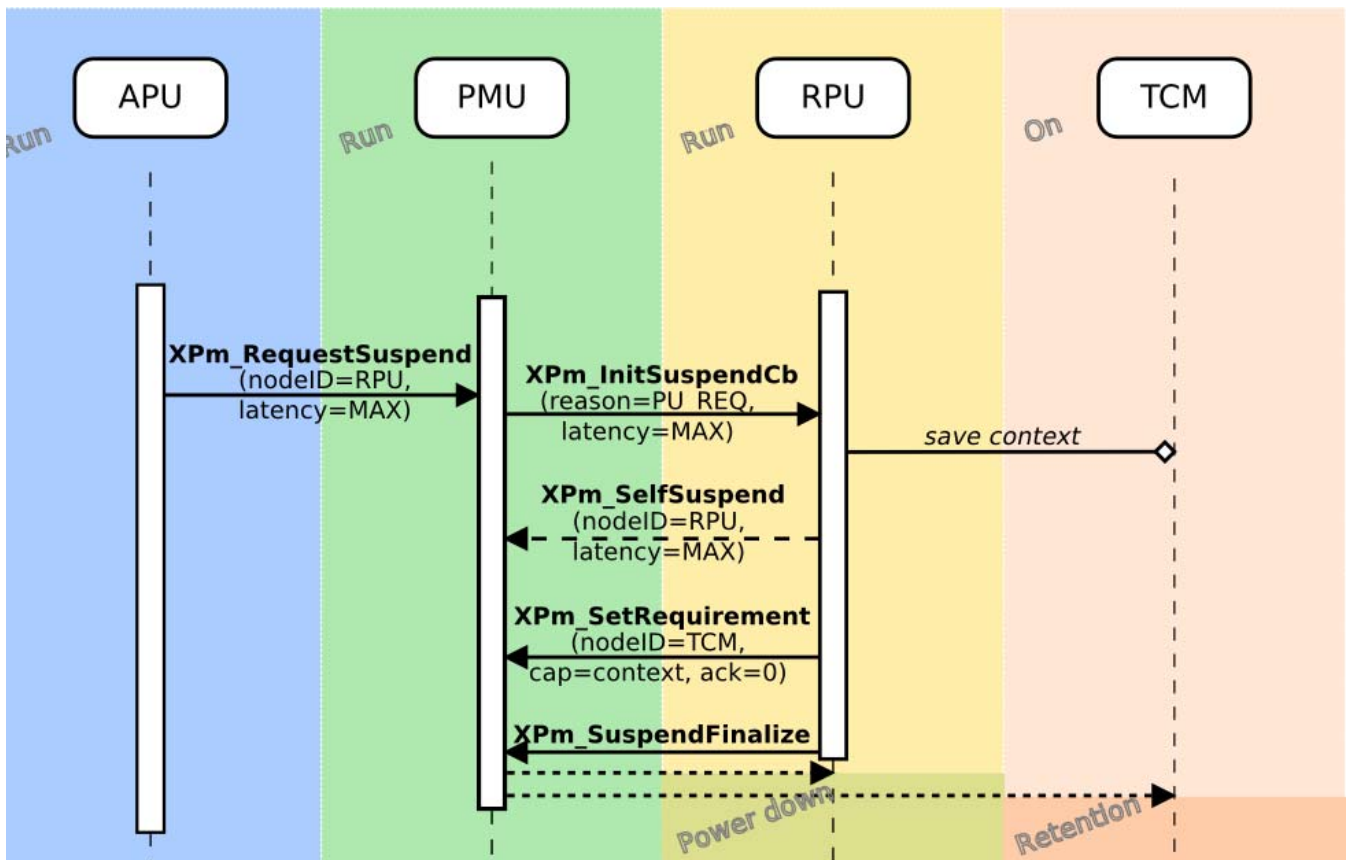 APU
PMU
RPU
TCM
Run
Run
Run
On
XPm_RequestSuspend
(nodeID=RPU,
latency=MAX)
XPm_InitSuspendCb
(reason=PU_REQ,
latency=MAX)
save context
XPm_SelfSuspend
(nodeID=RPU,
latency=MAX)
XPm_SetRequirement
(nodeID=TCM,
cap=context, ack=0)
XPm_SuspendFinalize
Power down
Retention